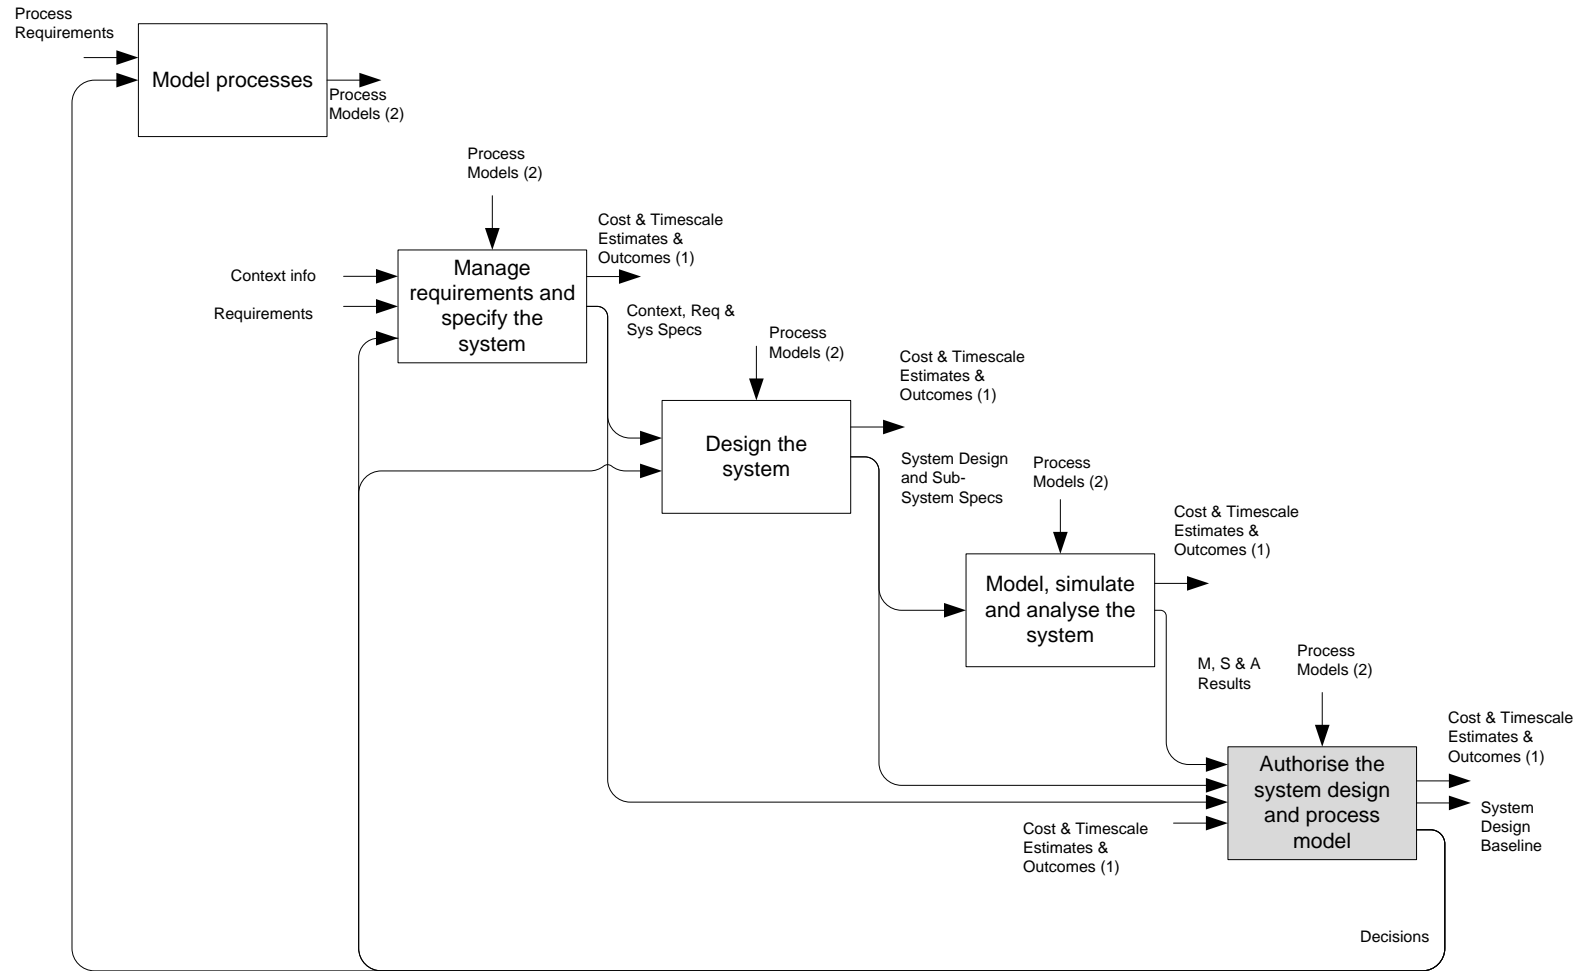 Process
Requirements
Model processes
Process
Models (2)
Process
Models (2)
Cost & Timescale
Estimates &
Outcomes (1)
Context info
Requirements
Manage
requirements and
specify the
system
Context, Req &
Sys Specs
Process
Models (2)
Cost & Timescale
Estimates &
Outcomes (1)
Design the
system
System Design
and Sub-
System Specs
Process
Models (2)
Cost & Timescale
Estimates &
Outcomes (1)
Model, simulate
and analyse the
system
M, S & A
Results
Process
Models (2)
Cost & Timescale
Estimates &
Outcomes (1)
Authorise the
system design
and process
model
System
Design
Baseline
Cost & Timescale
Estimates &
Outcomes (1)
Decisions